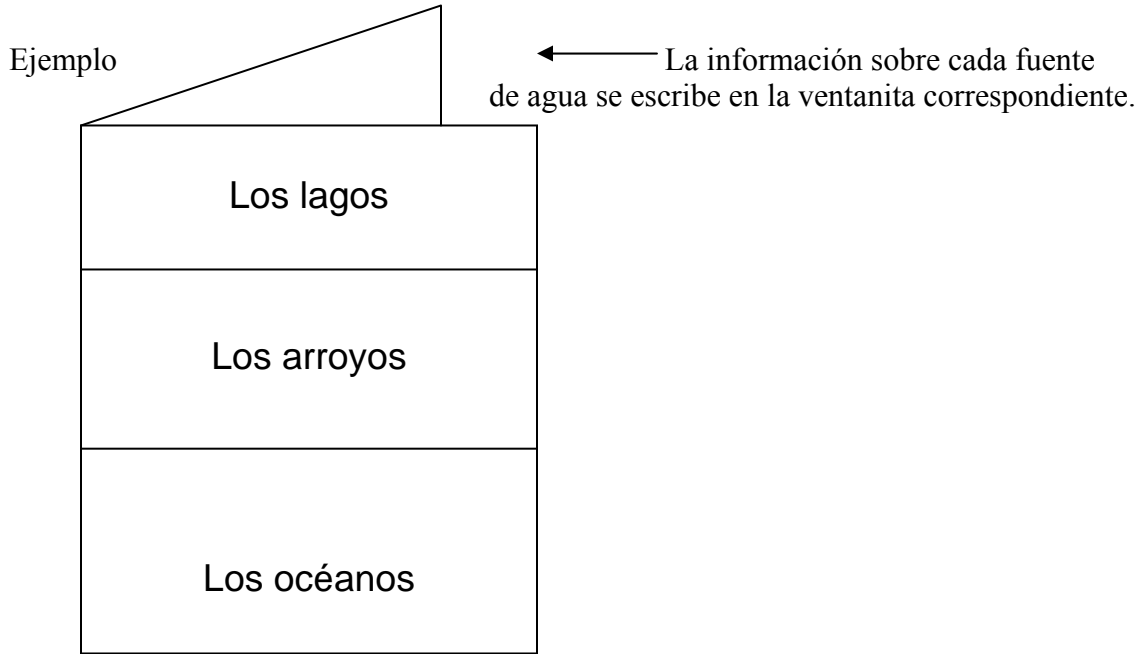 Ejemplo
La información sobre cada fuente
de agua se escribe en la ventanita correspondiente.
Los lagos
Los arroyos
Los océanos